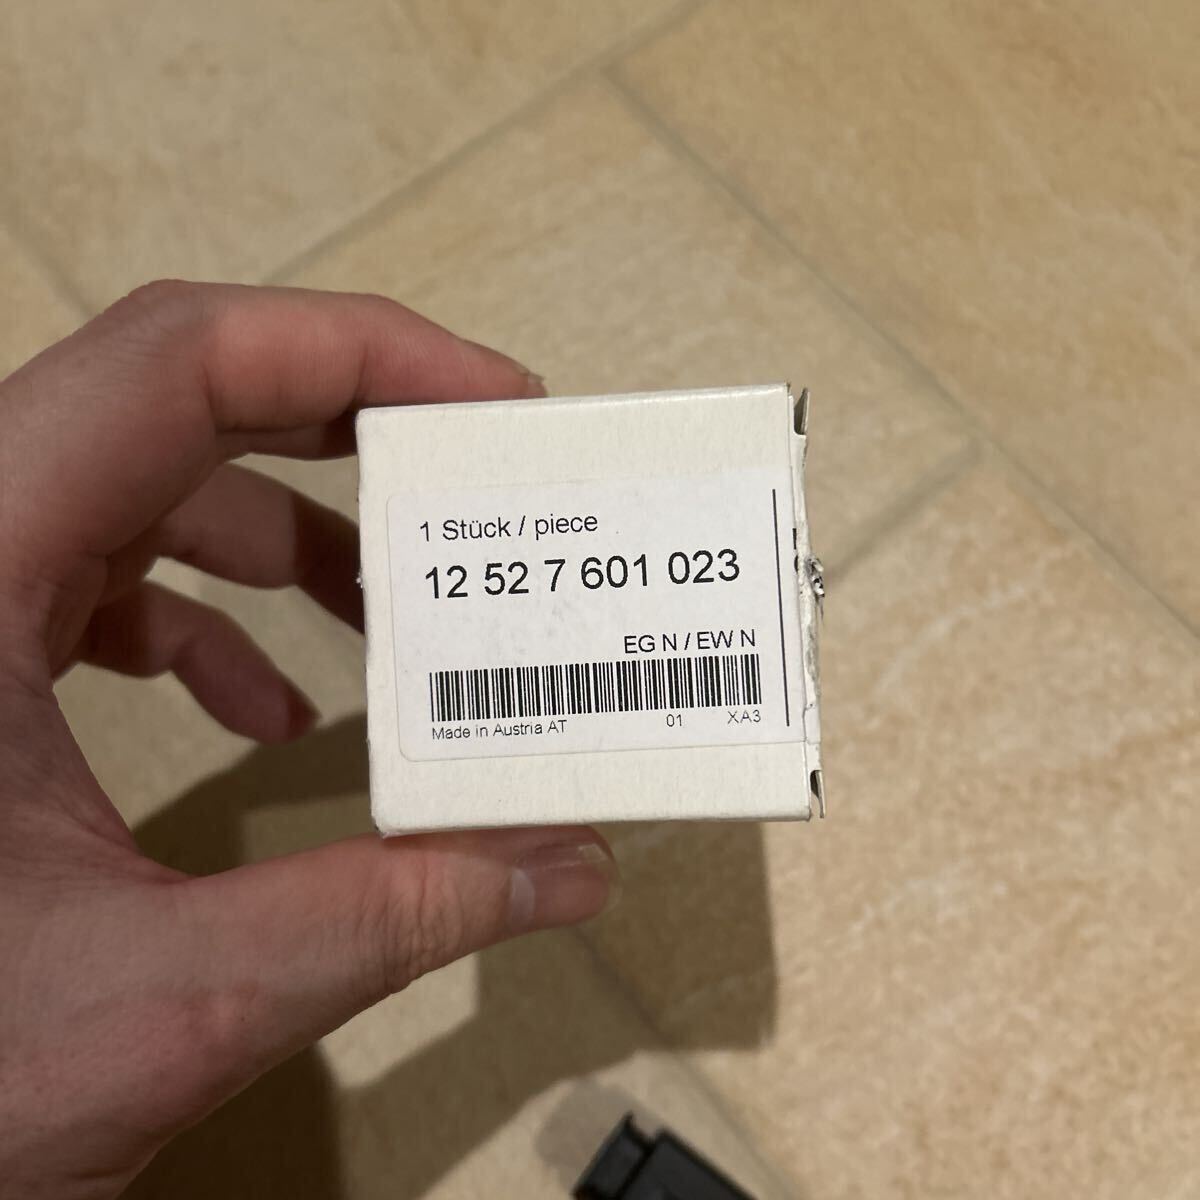 1 Stück / piece
12 52 7 601 023
EG N / EW N
Made in Austria AT 01 XA3